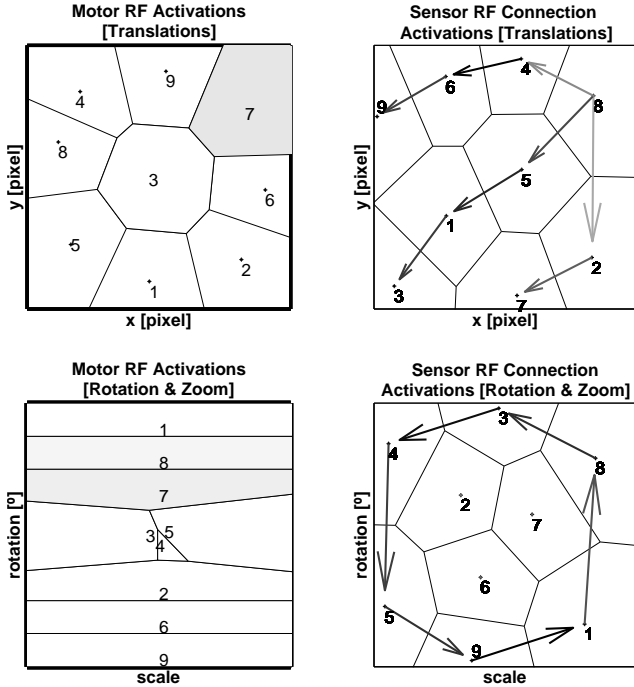 Motor RF Activations
[Translations]
9
4
7
8
3
6
5
2
1
y [pixel]
x [pixel]
Sensor RF Connection
Activations [Translations]
4
6
9
8
5
1
2
3
7
y [pixel]
x [pixel]
Motor RF Activations
[Rotation & Zoom]
1
8
7
3
5
4
2
6
9
rotation [º]
scale
Sensor RF Connection
Activations [Rotation & Zoom]
3
4
8
2
7
6
5
1
9
rotation [º]
scale